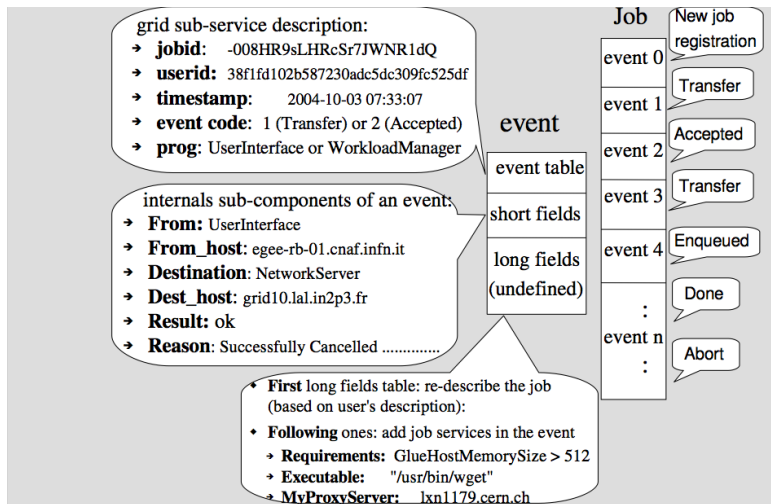 grid sub-service description:
➔ jobid: -008HR9sLHRcSr7JWNR1dQ
➔ userid: 38f1fd102b587230adc5dc309fc525df
➔ timestamp: 2004-10-03 07:33:07
➔ event code: 1 (Transfer) or 2 (Accepted)
➔ prog: UserInterface or WorkloadManager
internals sub-components of an event:
➔ From: UserInterface
➔ From_host: egee-rb-01.cnaf.infn.it
➔ Destination: NetworkServer
➔ Dest_host: grid10.lal.in2p3.fr
➔ Result: ok
➔ Reason: Successfully Cancelled ..............
event
event table
short fields
long fields
(undefined)
◆ First long fields table: re-describe the job
(based on user's description):
◆ Following ones: add job services in the event
➔ Requirements: GlueHostMemorySize > 512
➔ Executable: "/usr/bin/wget"
➔ MyProxyServer: lxn1179.cern.ch
Job
event 0
event 1
event 2
event 3
event 4
:
event n
:
New job
registration
Transfer
Accepted
Transfer
Enqueued
Done
Abort